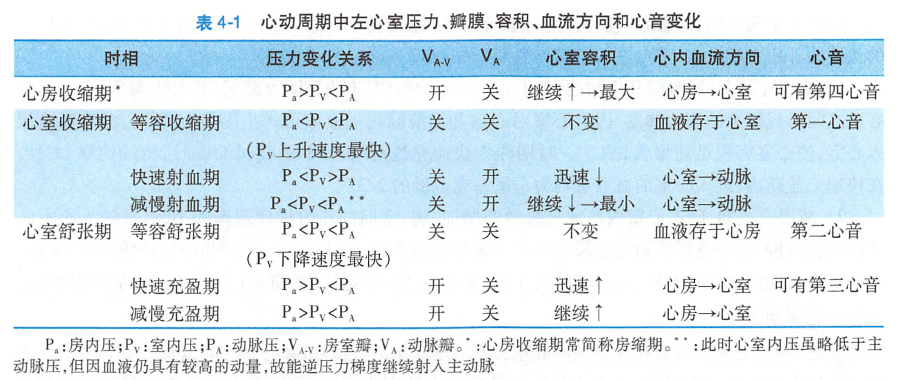 表 4-1 心动周期中左心室压力、瓣膜、容积、血流方向和心音变化
时相 压力变化关系 V_A-V V_A 心室容积 心内血流方向 心音
心房收缩期* P_a>P_V<P_A 开 关 继续↑→最大 心房→心室 可有第四心音
心室收缩期 等容收缩期 P_a<P_V<P_A 关 关 不变 血液存于心室 第一心音
(P_V上升速度最快)
快速射血期 P_a<P_V>P_A 关 开 迅速↓ 心室→动脉
减慢射血期 P_a<P_V<P_A** 关 开 继续↓→最小 心室→动脉
心室舒张期 等容舒张期 P_a<P_V<P_A 关 关 不变 血液存于心房 第二心音
(P_V下降速度最快)
快速充盈期 P_a>P_V<P_A 开 关 迅速↑ 心房→心室 可有第三心音
减慢充盈期 P_a>P_V<P_A 开 关 继续↑ 心房→心室
P_a:房内压;P_V:室内压;P_A:动脉压;V_A-V:房室瓣;V_A:动脉瓣。*:心房收缩期常简称房缩期。**:此时心室内压虽略低于主
动脉压,但因血液仍具有较高的动量,故能逆压力梯度继续射入主动脉